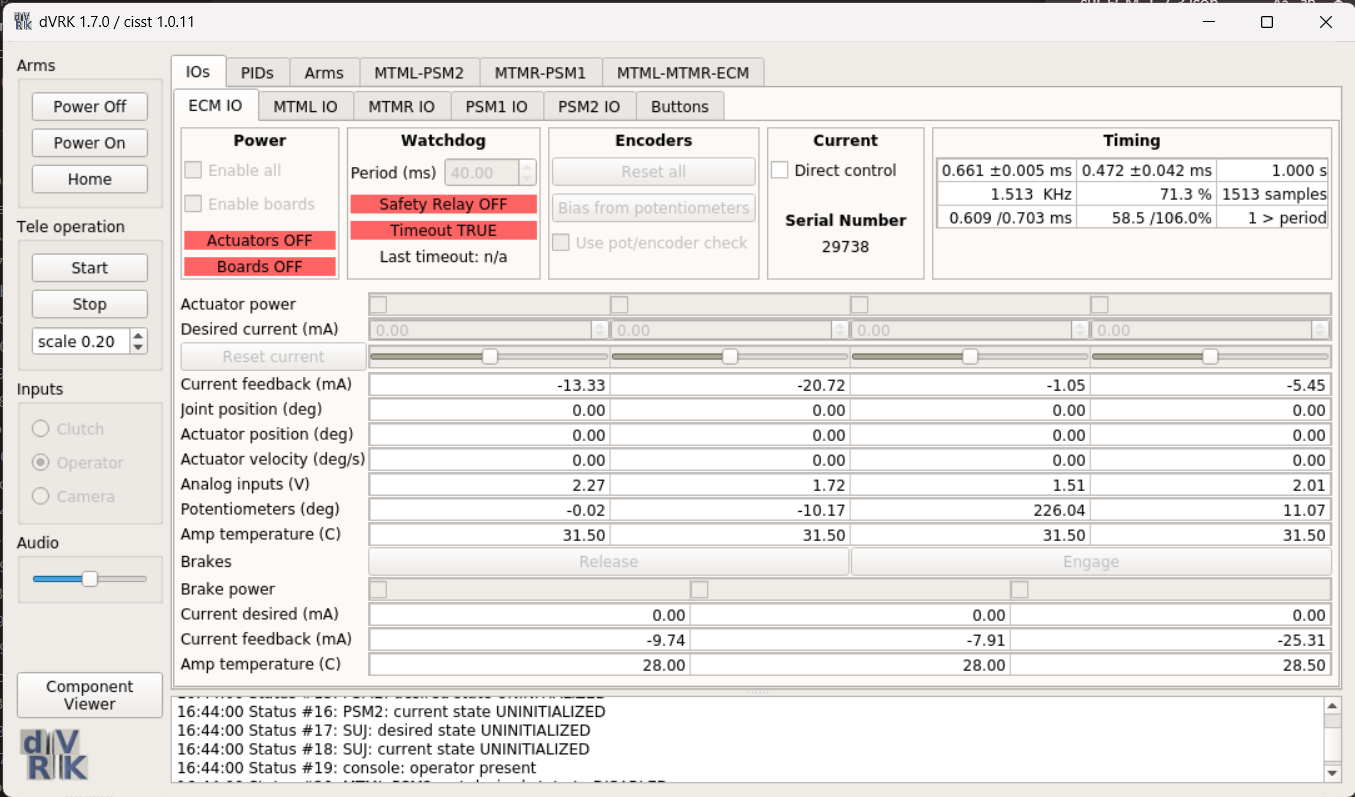 dVRK 1.7.0 / cisst 1.0.11
Arms
Power Off
Power On
Home
Tele operation
Start
Stop
scale 0.20
Inputs
Clutch
Operator
Camera
Audio
Component
Viewer
dVRK
IOs PIDs Arms MTML-PSM2 MTMR-PSM1 MTML-MTMR-ECM
ECM IO MTML IO MTMR IO PSM1 IO PSM2 IO Buttons
Power
Enable all
Enable boards
Actuators OFF
Boards OFF
Watchdog
Period (ms) 40.00
Safety Relay OFF
Timeout TRUE
Last timeout: n/a
Encoders
Reset all
Bias from potentiometers
Use pot/encoder check
Current
Direct control
Serial Number
29738
Timing
0.661 ±0.005 ms 0.472 ±0.042 ms 1.000 s
1.513 KHz 71.3 % 1513 samples
0.609 /0.703 ms 58.5 /106.0% 1 > period
Actuator power
Desired current (mA) 0.00 0.00 0.00 0.00
Reset current
Current feedback (mA) -13.33 -20.72 -1.05 -5.45
Joint position (deg) 0.00 0.00 0.00 0.00
Actuator position (deg) 0.00 0.00 0.00 0.00
Actuator velocity (deg/s) 0.00 0.00 0.00 0.00
Analog inputs (V) 2.27 1.72 1.51 2.01
Potentiometers (deg) -0.02 -10.17 226.04 11.07
Amp temperature (C) 31.50 31.50 31.50 31.50
Brakes Release Engage
Brake power
Current desired (mA) 0.00 0.00 0.00
Current feedback (mA) -9.74 -7.91 -25.31
Amp temperature (C) 28.00 28.00 28.50
16:44:00 Status #16: PSM2: current state UNINITIALIZED
16:44:00 Status #17: SUJ: desired state UNINITIALIZED
16:44:00 Status #18: SUJ: current state UNINITIALIZED
16:44:00 Status #19: console: operator present